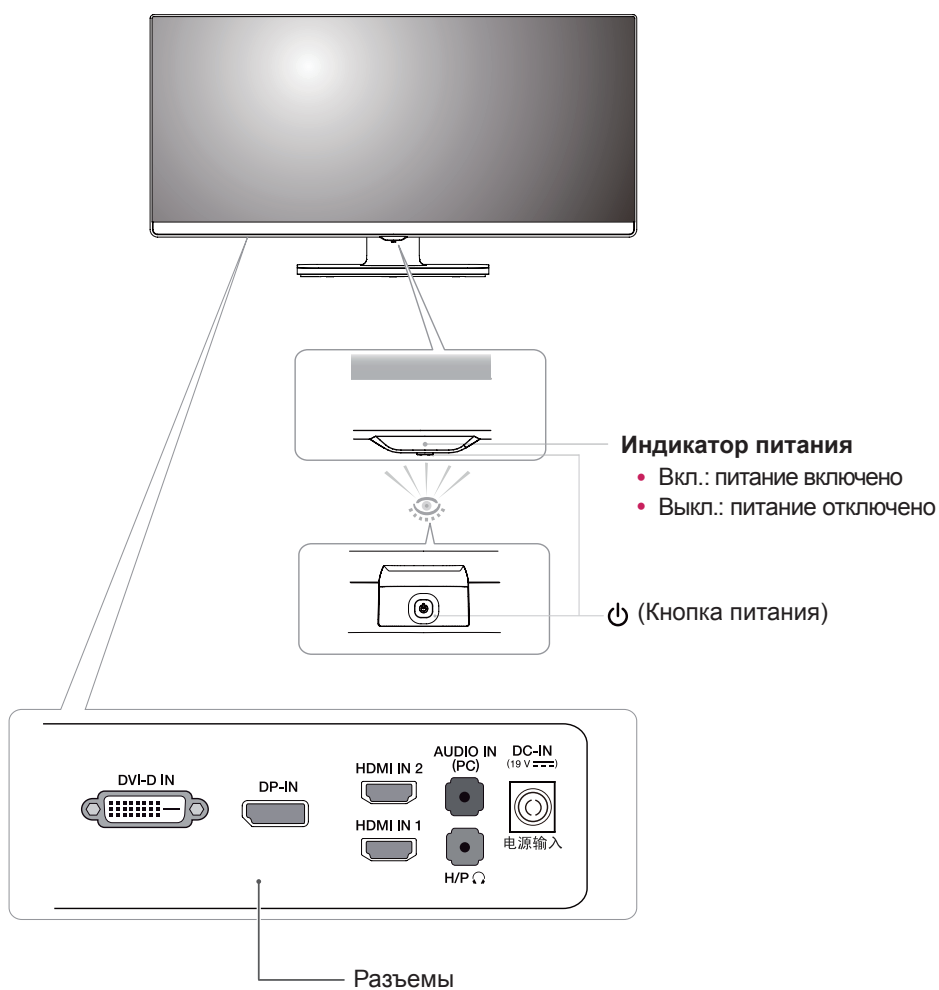 Индикатор питания
• Вкл.: питание включено
• Выкл.: питание отключено
(Кнопка питания)
DVI-D IN
DP-IN
HDMI IN 2
HDMI IN 1
AUDIO IN
(PC)
H/P
DC-IN
(19 V)
电源输入
Разъемы